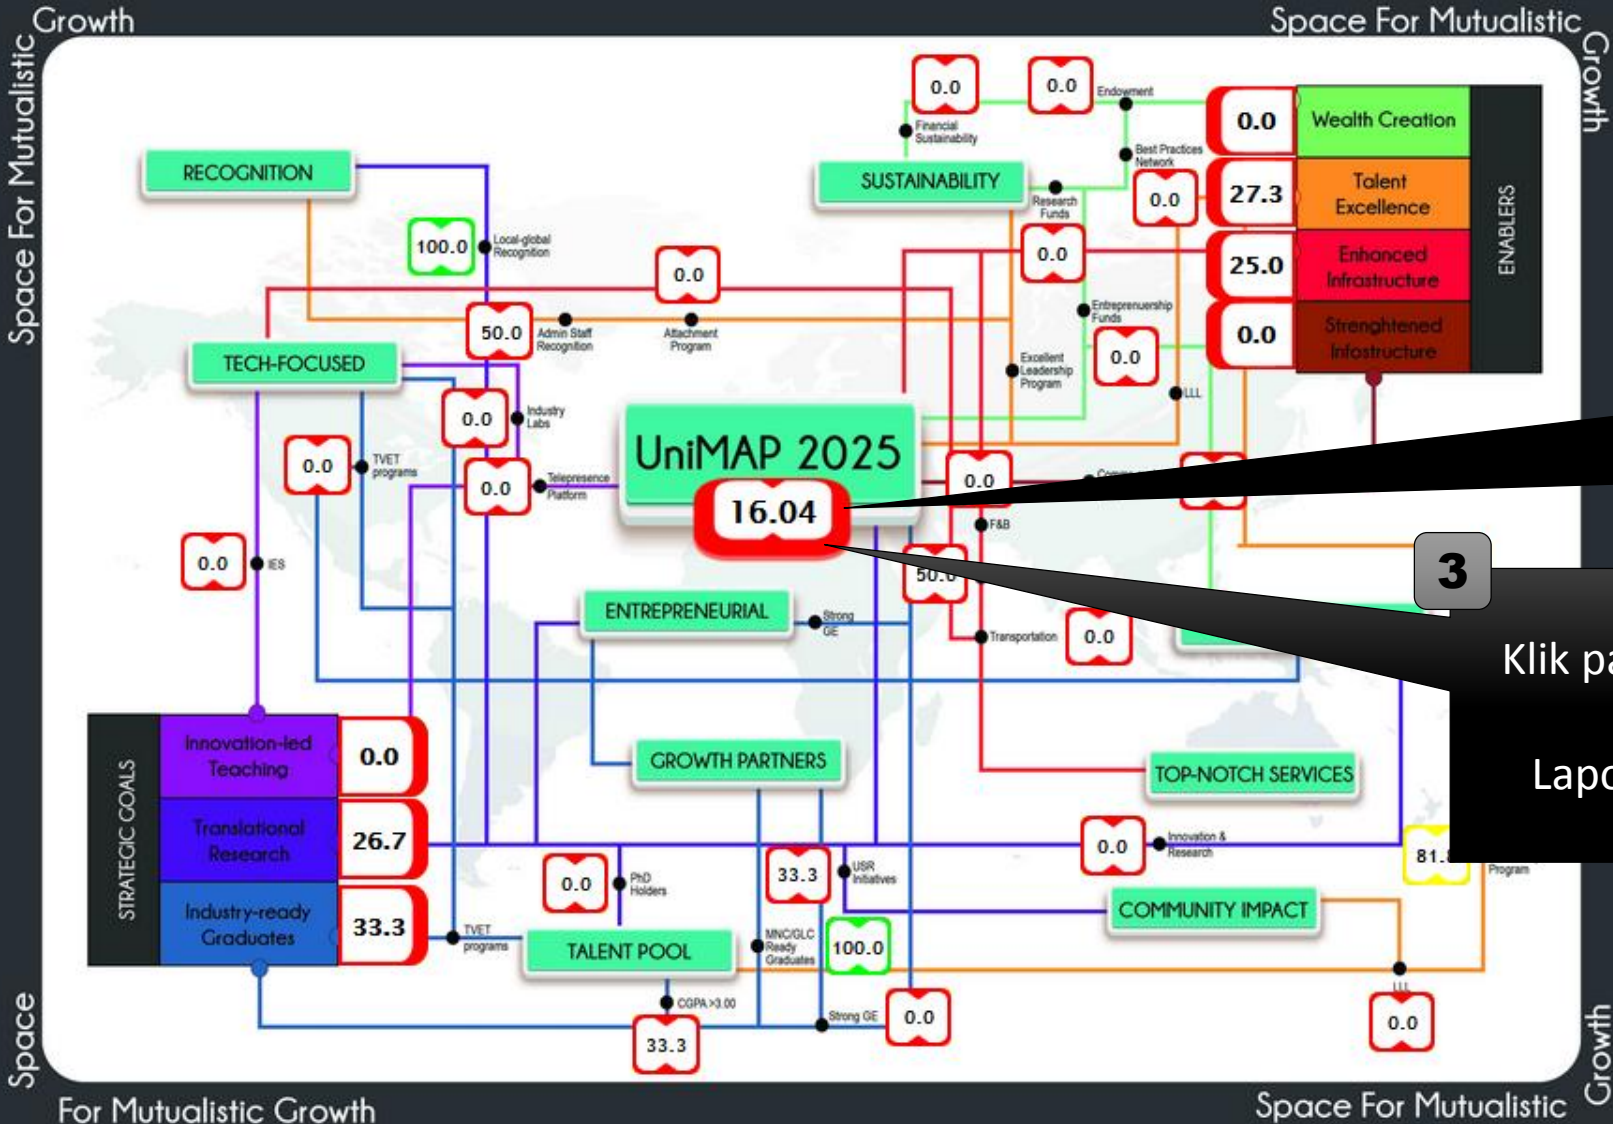 Growth
Space For Mutualistic
Space For Mutualistic
Growth
0.0
0.0
Endowment
Financial
Sustainability
0.0
Wealth Creation
Best Practices
Network
RECOGNITION
SUSTAINABILITY
Research
Funds
0.0
27.3
Talent
Excellence
ENABLERS
100.0
Local-global
Recognition
0.0
0.0
25.0
Enhanced
Infrastructure
50.0
Admin Staff
Recognition
Attachment
Program
Entreprenuership
Funds
0.0
Strenghtened
Infostructure
TECH-FOCUSED
Excellent
Leadership
Program
0.0
LLL
0.0
Industry
Labs
UniMAP 2025
0.0
TVET
programs
0.0
Telepresence
Platform
0.0
16.04
F&B
0.0
IES
50.0
3
ENTREPRENEURIAL
Strong
GE
Transportation
0.0
Klik pa
Lapo
STRATEGIC GOALS
Innovation-led
Teaching
0.0
GROWTH PARTNERS
TOP-NOTCH SERVICES
Translational
Research
26.7
0.0
Innovation &
Research
81.8
Program
0.0
PhD
Holders
33.3
USR
Initiatives
Industry-ready
Graduates
33.3
TVET
programs
TALENT POOL
MNC/GLC
Ready
Graduates
100.0
COMMUNITY IMPACT
LLL
CGPA >3.00
33.3
Strong GE
0.0
0.0
Space
For Mutualistic Growth
Space For Mutualistic
Growth